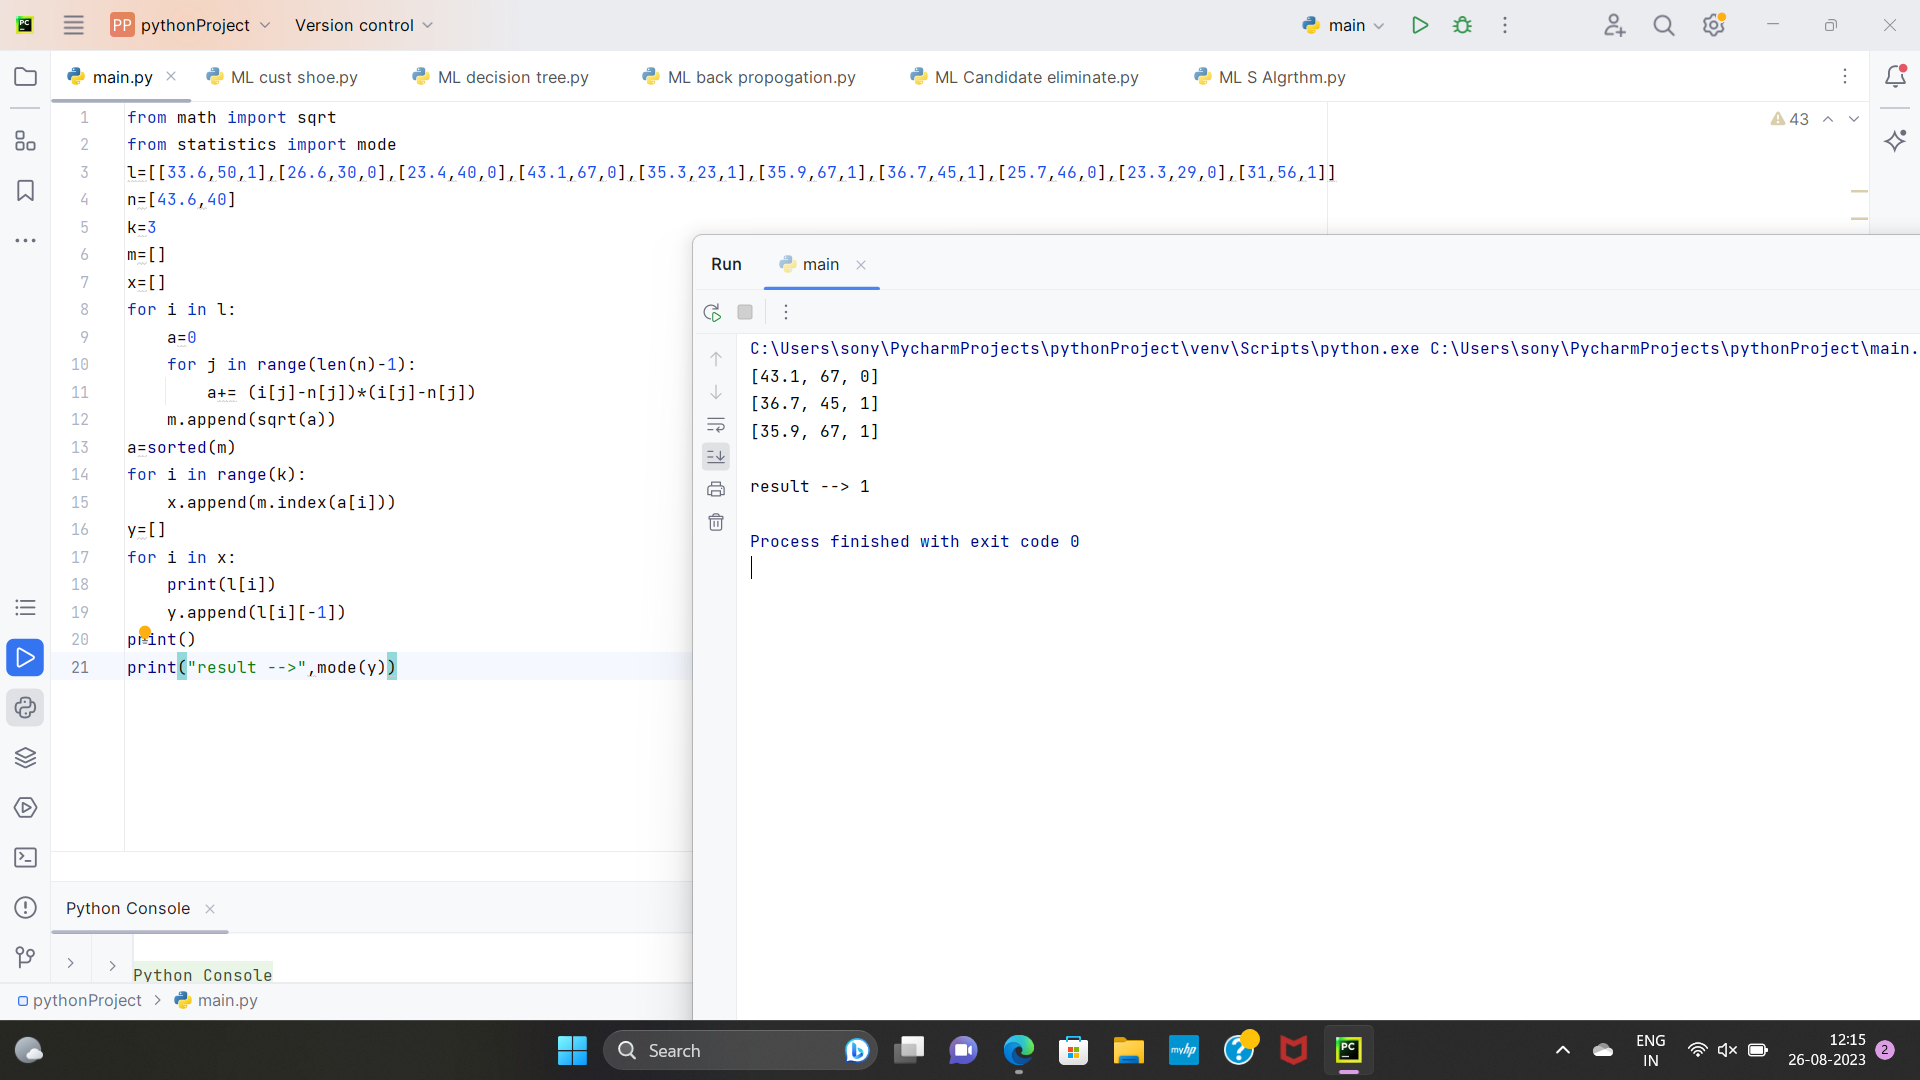 PC PP pythonProject Version control main
main.py ML cust shoe.py ML decision tree.py ML back propogation.py ML Candidate eliminate.py ML S Algrthm.py
43
1 from math import sqrt
2 from statistics import mode
3 l=[[33.6,50,1],[26.6,30,0],[23.4,40,0],[43.1,67,0],[35.3,23,1],[35.9,67,1],[36.7,45,1],[25.7,46,0],[23.3,29,0],[31,56,1]]
4 n=[43.6,40]
5 k=3
6 m=[]
7 x=[]
8 for i in l:
9 a=0
10 for j in range(len(n)-1):
11 a+= (i[j]-n[j])*(i[j]-n[j])
12 m.append(sqrt(a))
13 a=sorted(m)
14 for i in range(k):
15 x.append(m.index(a[i]))
16 y=[]
17 for i in x:
18 print(l[i])
19 y.append(l[i][-1])
20 print()
21 print("result -->",mode(y))
Run main
C:\Users\sony\PycharmProjects\pythonProject\venv\Scripts\python.exe C:\Users\sony\PycharmProjects\pythonProject\main.
[43.1, 67, 0]
[36.7, 45, 1]
[35.9, 67, 1]
result --> 1
Process finished with exit code 0
Python Console
Python Console
pythonProject > main.py
Search
myhp
PC
ENG
IN
12:15
26-08-2023
2